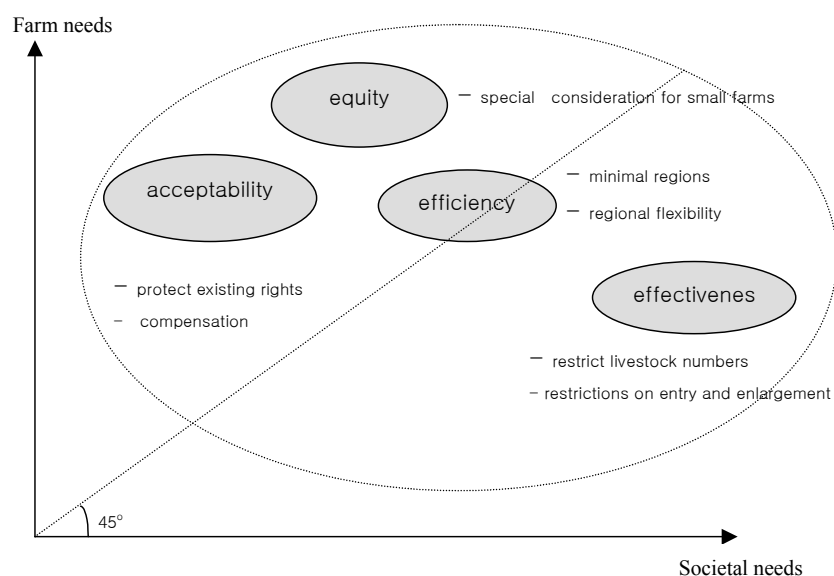 Farm needs
equity
– special consideration for small farms
acceptability
– minimal regions
efficiency
– regional flexibility
– protect existing rights
– compensation
effectivenes
– restrict livestock numbers
– restrictions on entry and enlargement
45°
Societal needs